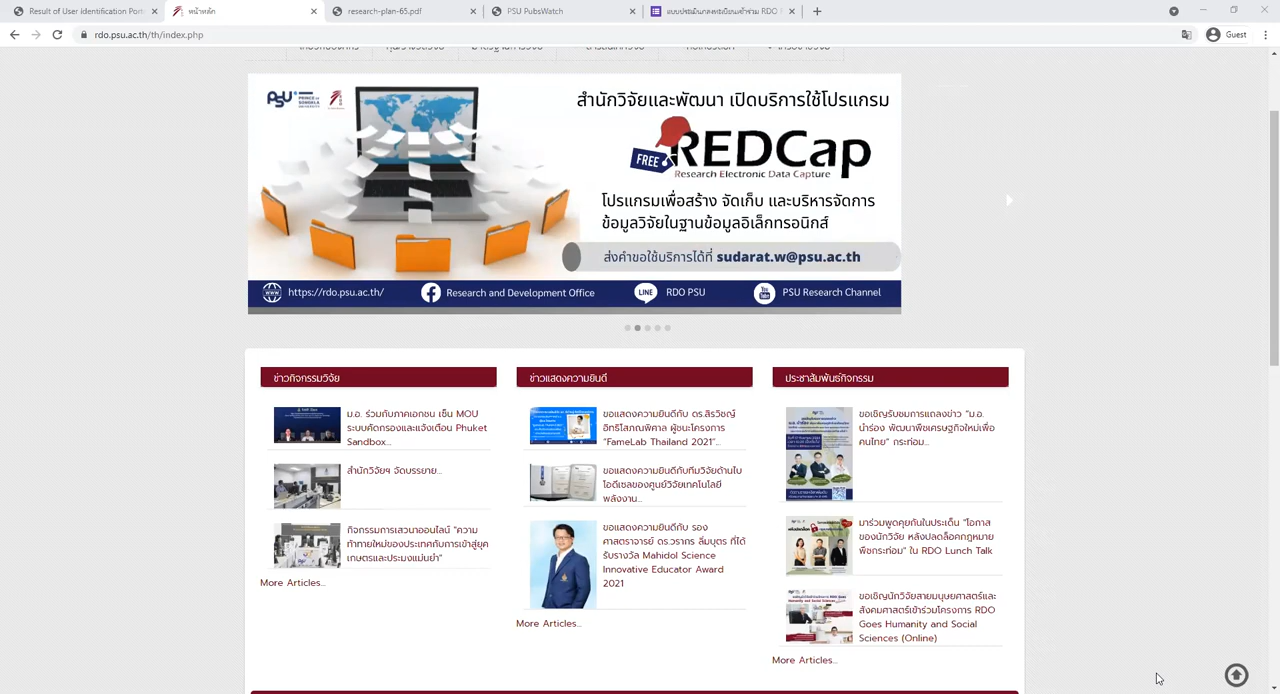 Result of User identification Port
หน้าหลัก
research-plan-65.pdf
PSU PubsWatch
แบบประเมิน/ลงทะเบียนเข้าร่วม RDO
rdo.psu.ac.th/th/index.php
Guest
PSU
PRINCE OF SONGKLA UNIVERSITY
สำนักวิจัยและพัฒนา เปิดบริการใช้โปรแกรม
FREE
REDCap
Research Electronic Data Capture
โปรแกรมเพื่อสร้าง จัดเก็บ และบริหารจัดการ
ข้อมูลวิจัยในฐานข้อมูลอิเล็กทรอนิกส์
ส่งคำขอใช้บริการได้ที่ sudarat.w@psu.ac.th
WWW https://rdo.psu.ac.th/ Research and Development Office LINE RDO PSU You Tube PSU Research Channel
ข่าวกิจกรรมวิจัย
ม.อ. ร่วมกับภาคเอกชน เซ็น MOU
ระบบคัดกรองและแจ้งเตือน Phuket
Sandbox...
สำนักวิจัยฯ จัดบรรยาย...
กิจกรรมการเสวนาออนไลน์ "ความ
ท้าทายใหม่ของประเทศกับการเข้าสู่ยุค
เกษตรและประมงแม่นยำ"
More Articles...
ข่าวแสดงความยินดี
ขอแสดงความยินดีกับ ดร.สิรวิชญ์
อิทธิโสภณพิศาล ผู้ชนะโครงการ
"FameLab Thailand 2021"...
ขอแสดงความยินดีกับทีมวิจัยด้านไบ
โอดีเซลของศูนย์วิจัยเทคโนโลยี
พลังงาน...
ขอแสดงความยินดีกับ รอง
ศาสตราจารย์ ดร.วรากร ลิ่มบุตร ที่ได้
รับรางวัล Mahidol Science
Innovative Educator Award
2021
More Articles...
ประชาสัมพันธ์กิจกรรม
ขอเชิญรับชมการแถลงข่าว "ม.อ.
นำร่อง พัฒนาพืชเศรษฐกิจใหม่เพื่อ
คนไทย" กระท่อม...
มาร่วมพูดคุยกันในประเด็น "โอกาส
ของนักวิจัย หลังปลดล็อคกฎหมาย
พืชกระท่อม" ใน RDO Lunch Talk
ขอเชิญนักวิจัยสายมนุษยศาสตร์และ
สังคมศาสตร์เข้าร่วมโครงการ RDO
Goes Humanity and Social
Sciences (Online)
More Articles...